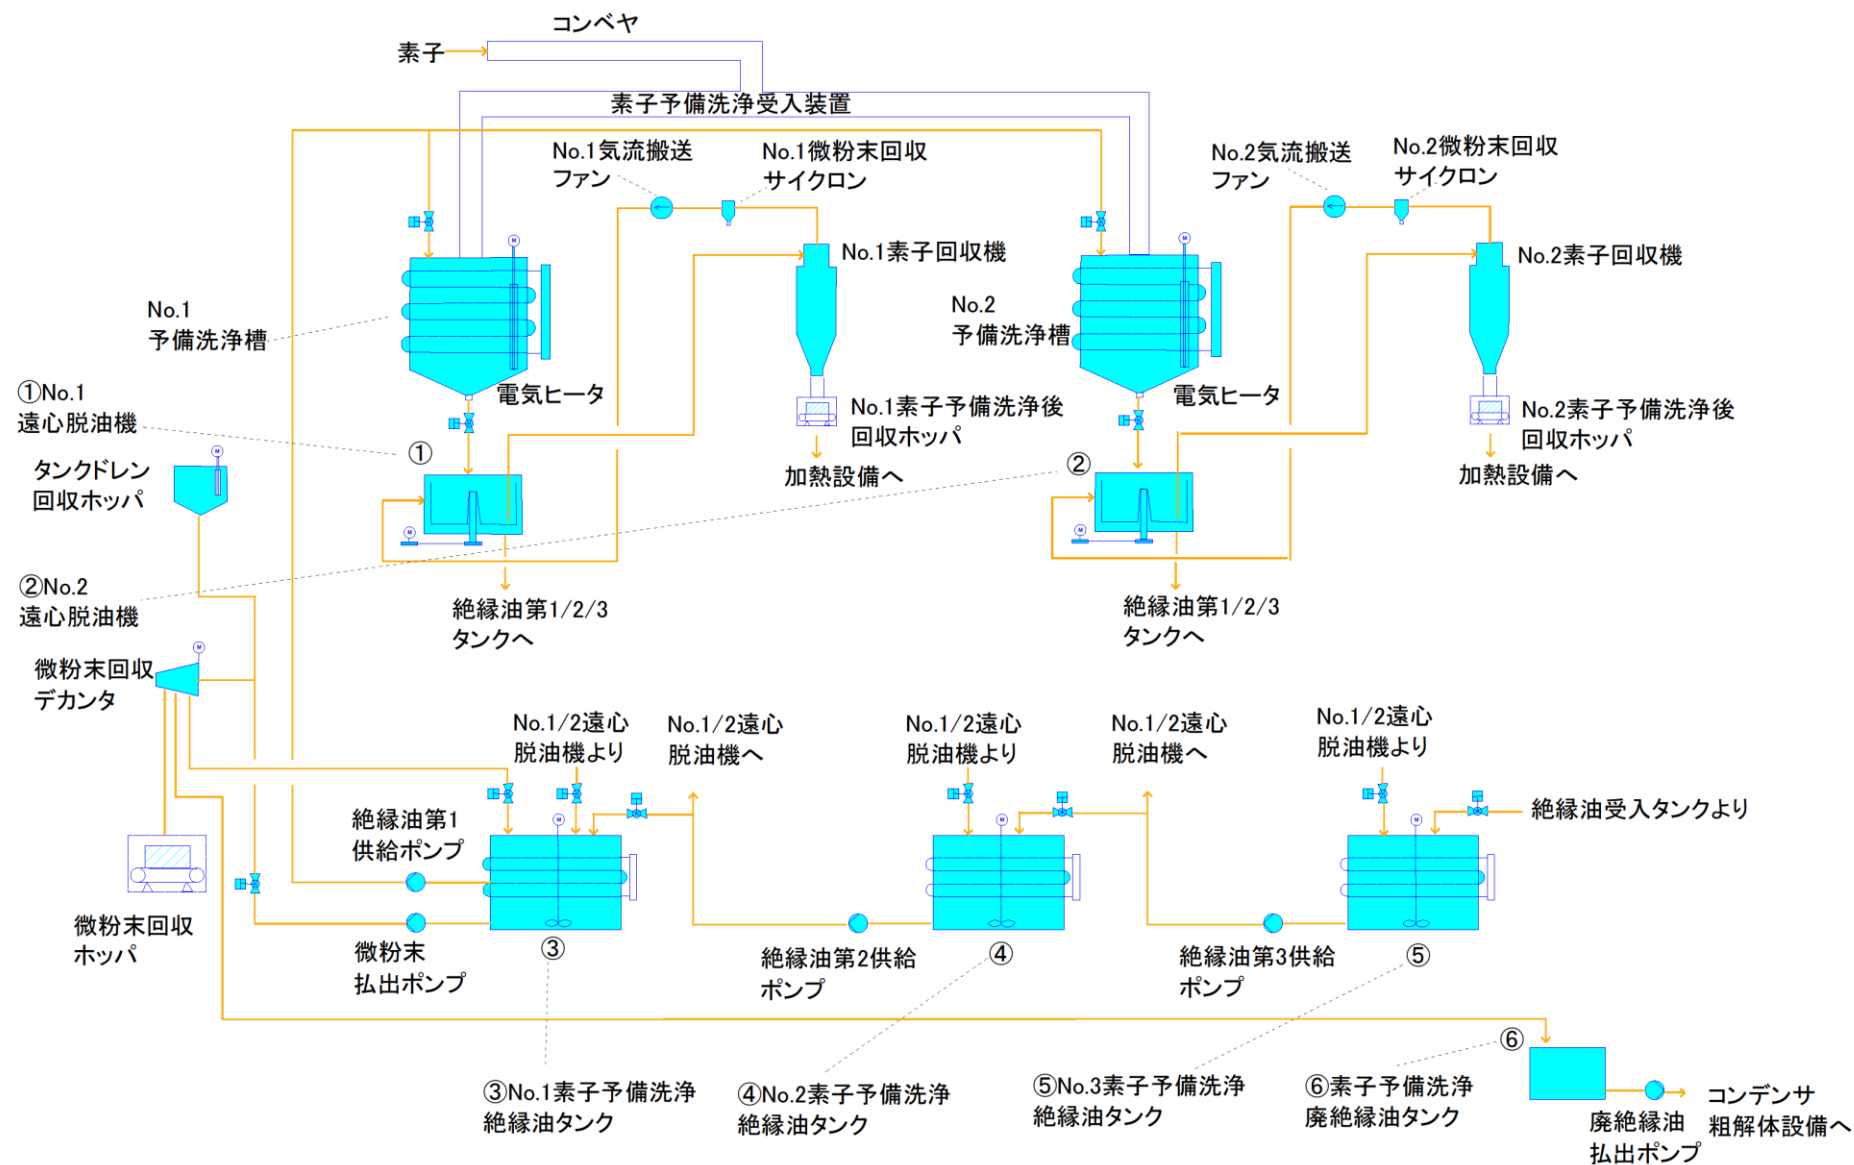 コンベヤ
素子
素子予備洗浄受入装置
No.1気流搬送
ファン
No.1微粉末回収
サイクロン
No.2気流搬送
ファン
No.2微粉末回収
サイクロン
M
M
No.1素子回収機
No.2素子回収機
No.1
予備洗浄槽
No.2
予備洗浄槽
電気ヒータ
電気ヒータ
①No.1
遠心脱油機
No.1素子予備洗浄後
回収ホッパ
No.2素子予備洗浄後
回収ホッパ
①
②
加熱設備へ
加熱設備へ
M
タンクドレン
回収ホッパ
M
M
②No.2
遠心脱油機
絶縁油第1/2/3
タンクへ
絶縁油第1/2/3
タンクへ
M
微粉末回収
デカンタ
No.1/2遠心
脱油機より
No.1/2遠心
脱油機へ
No.1/2遠心
脱油機より
No.1/2遠心
脱油機へ
No.1/2遠心
脱油機より
絶縁油受入タンクより
M
M
M
絶縁油第1
供給ポンプ
微粉末回収
ホッパ
微粉末
払出ポンプ
③
絶縁油第2供給
ポンプ
④
絶縁油第3供給
ポンプ
⑤
⑥
③No.1素子予備洗浄
絶縁油タンク
④No.2素子予備洗浄
絶縁油タンク
⑤No.3素子予備洗浄
絶縁油タンク
⑥素子予備洗浄
廃絶縁油タンク
廃絶縁油
払出ポンプ
コンデンサ
粗解体設備へ